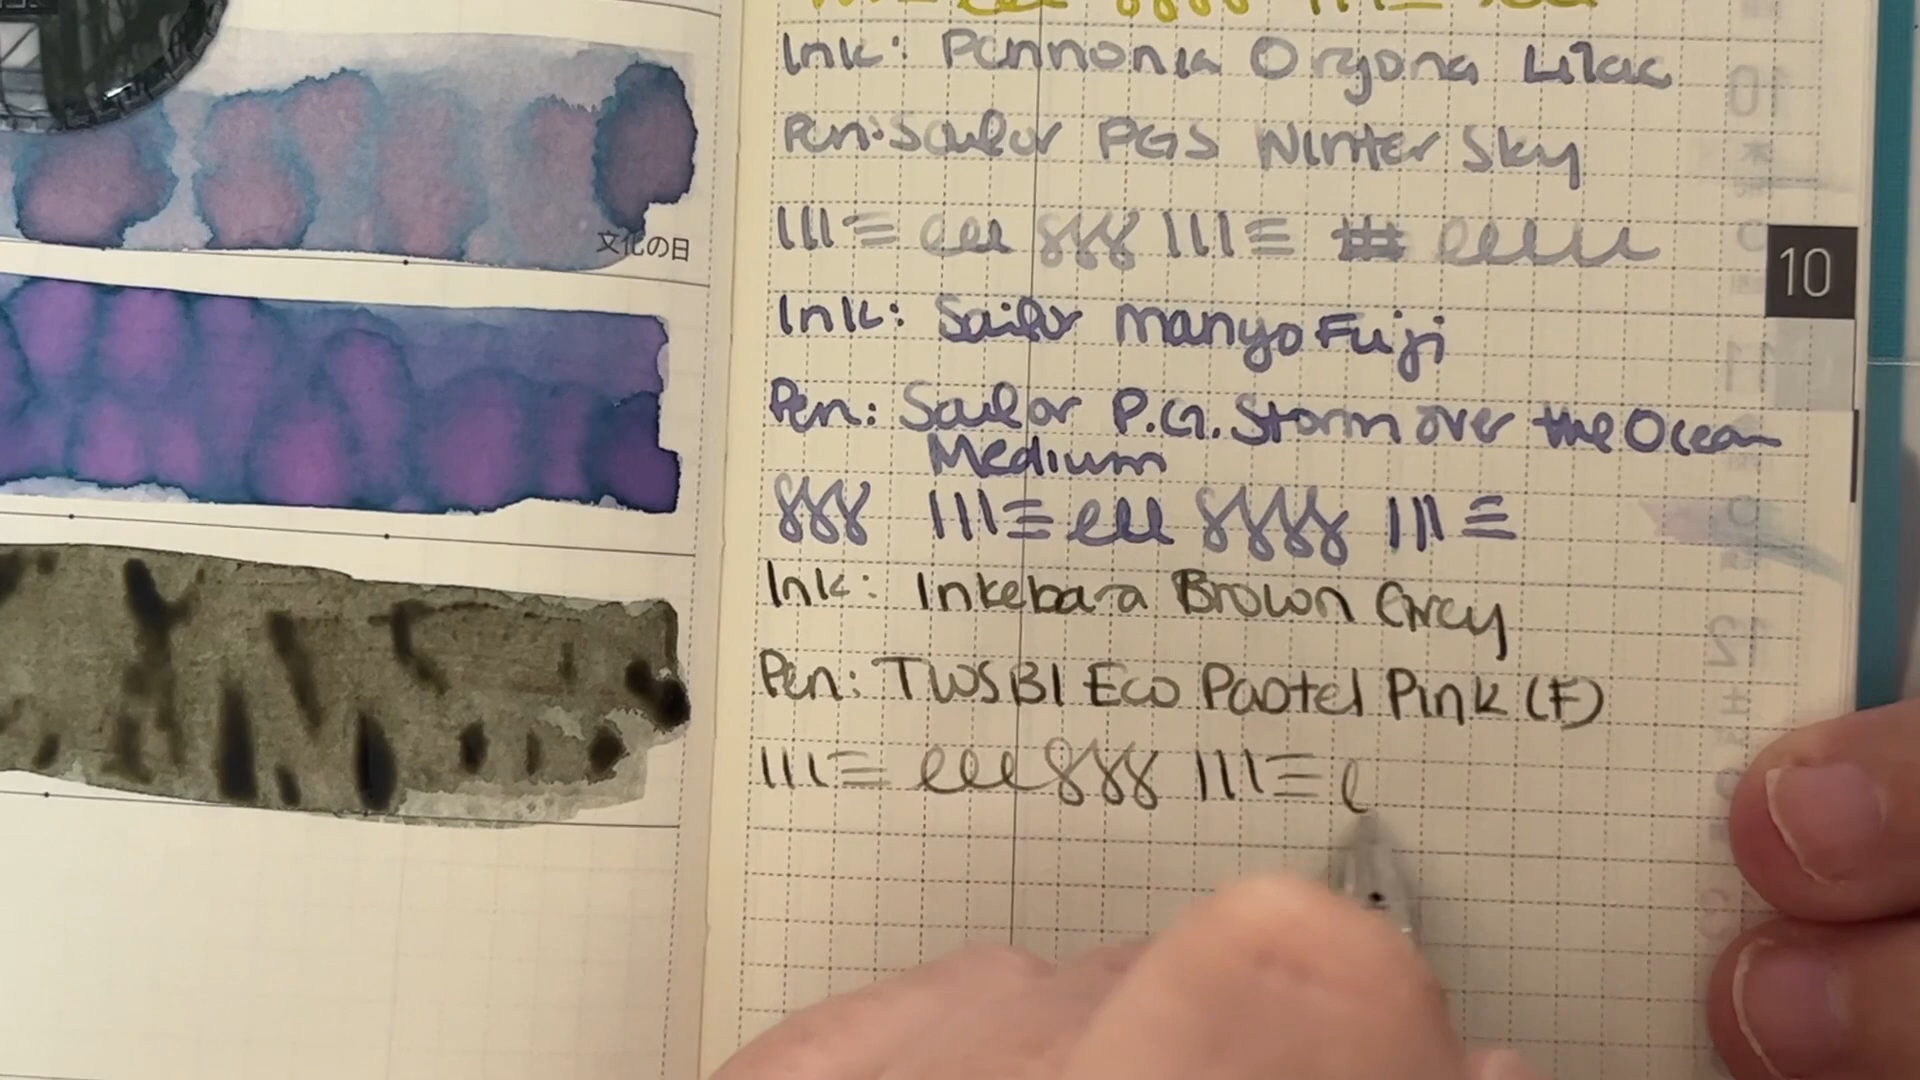 文化の日
Ink: Pennonia Orgona Lilac
Pen: Sailor PGS Winter Sky
10
Ink: Sailor Manyo Fuji
Pen: Sailor P.G. Storm over the Ocean
Medium
Ink: Inkebara Brown Grey
Pen: TWSBI Eco Pastel Pink (F)